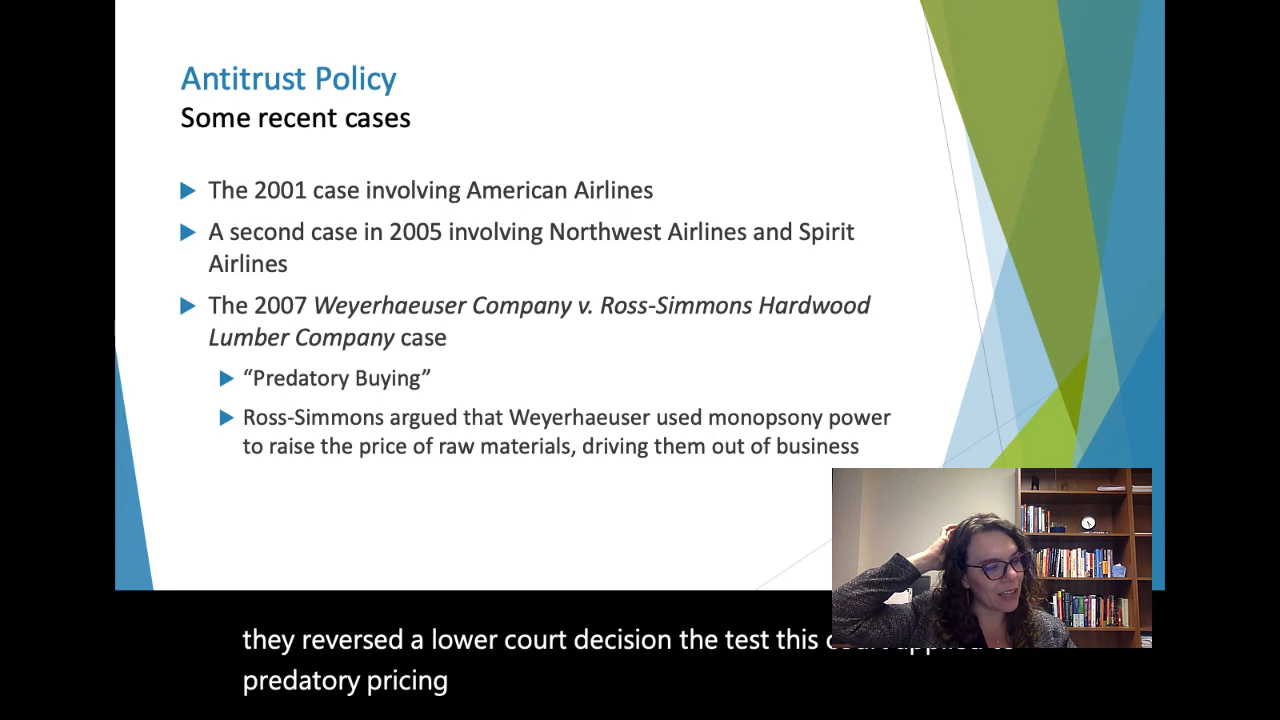 Antitrust Policy
Some recent cases
The 2001 case involving American Airlines
A second case in 2005 involving Northwest Airlines and Spirit
Airlines
The 2007 Weyerhaeuser Company v. Ross-Simmons Hardwood
Lumber Company case
“Predatory Buying”
Ross-Simmons argued that Weyerhaeuser used monopsony power
to raise the price of raw materials, driving them out of business
they reversed a lower court decision the test this court applied to
predatory pricing